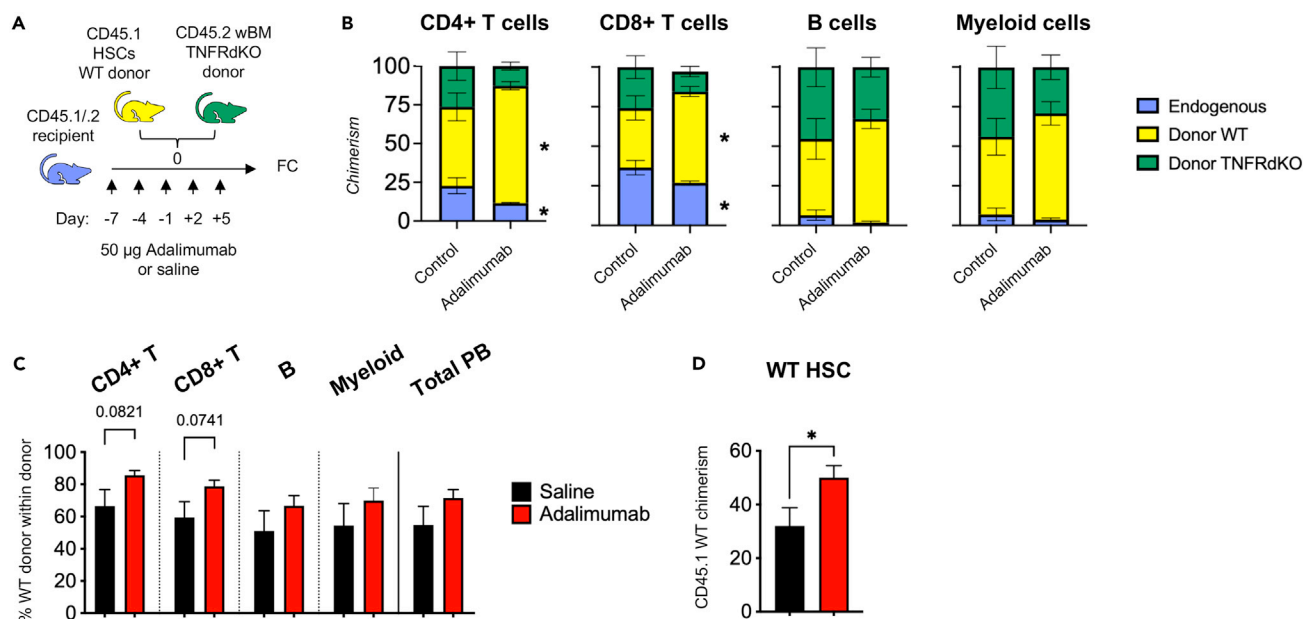 A
CD45.1
HSCs
WT donor
CD45.2 wBM
TNFRdKO
donor
CD45.1/.2
recipient
0
FC
Day: -7 -4 -1 +2 +5
50 µg Adalimumab
or saline
B
CD4+ T cells
CD8+ T cells
B cells
Myeloid cells
Chimerism
100
75
50
25
0
*
*
*
*
Control
Adalimumab
Control
Adalimumab
Control
Adalimumab
Control
Adalimumab
Endogenous
Donor WT
Donor TNFRdKO
C
CD4+ T
CD8+ T
B
Myeloid
Total PB
0.0821
0.0741
% WT donor within donor
100
80
60
40
20
0
Saline
Adalimumab
D
WT HSC
*
CD45.1 WT chimerism
60
40
20
0